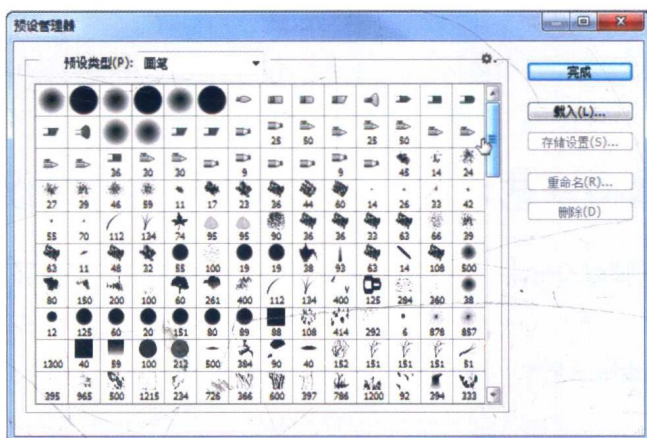 预设管理器
预设类型(P): 画笔
完成
载入(L)...
存储设置(S)...
重命名(R)...
删除(D)
25 50 25 50
36 30 30 9 9 45 14 24
27 39 46 59 11 17 23 36 44 60 14 26 33 42
55 70 112 134 74 95 95 90 36 36 33 63 66 39
63 11 48 32 55 100 19 19 38 93 63 14 108 500
80 150 200 100 60 261 400 112 134 400 125 284 360 38
12 125 60 20 151 80 89 88 108 414 292 6 878 857
1300 40 59 100 212 500 384 90 40 152 151 151 151 51
395 965 500 1215 234 726 366 600 397 786 1200 92 294 333